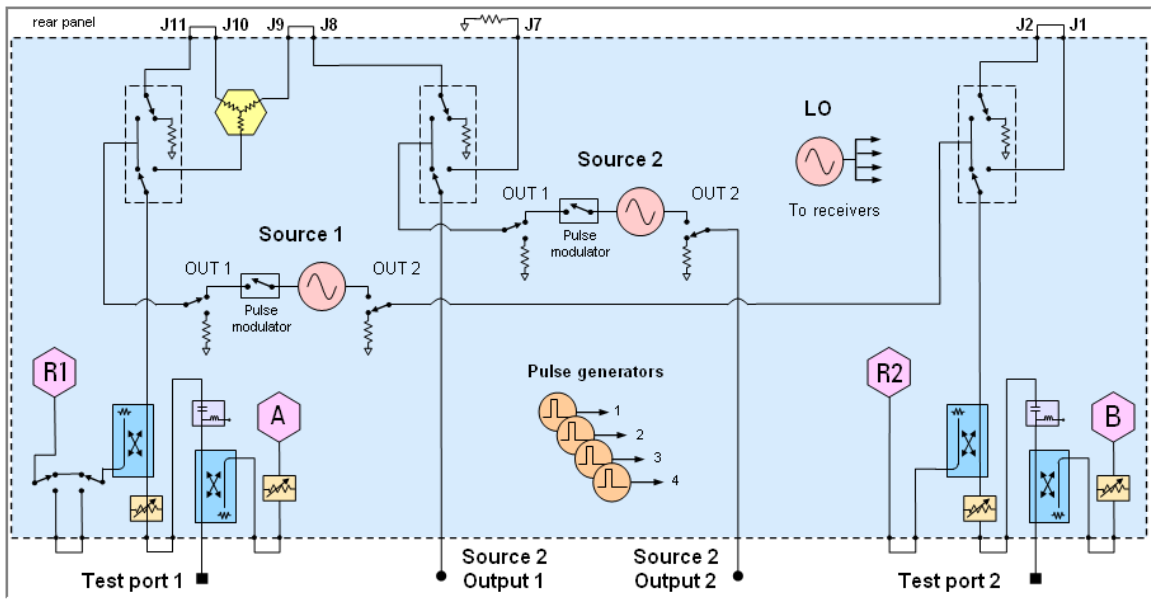 rear panel
J11 J10 J9 J8 J7 J2 J1
LO
To receivers
Source 2
OUT 1 OUT 2
Pulse
modulator
Source 1
OUT 1 OUT 2
Pulse
modulator
R1
A
Pulse generators
1
2
3
4
R2
B
Test port 1
Source 2
Output 1
Source 2
Output 2
Test port 2